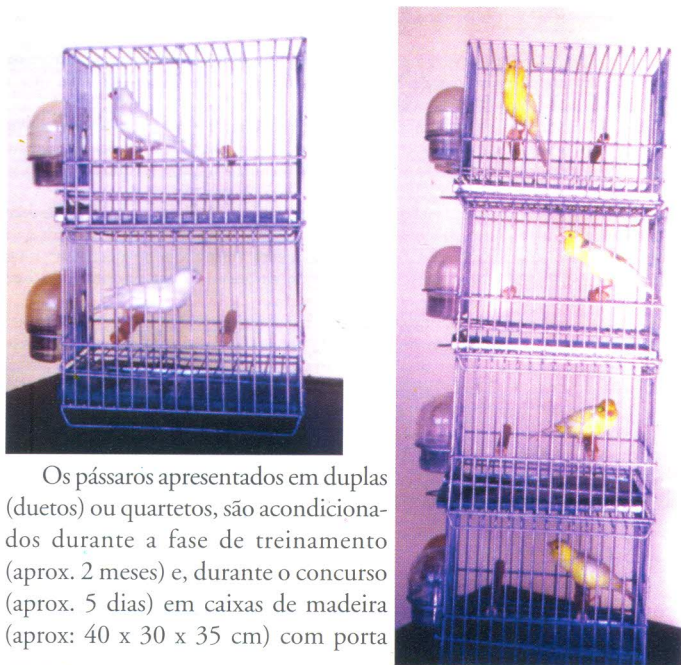 Os pássaros apresentados em duplas
(duetos) ou quartetos, são acondiciona-
dos durante a fase de treinamento
(aprox. 2 meses) e, durante o concurso
(aprox. 5 dias) em caixas de madeira
(aprox: 40 x 30 x 35 cm) com porta